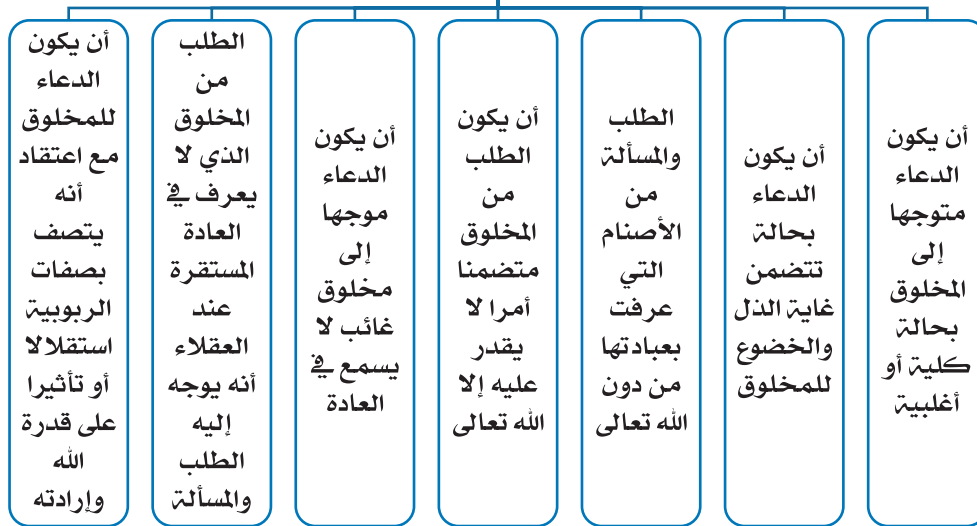 أن يكون
الدعاء
متوجها
إلى
المخلوق
بحالة
كلية أو
أغلبية
أن يكون
الدعاء
بحالة
تتضمن
غاية الذل
والخضوع
للمخلوق
الطلب
والمسألة
من
الأصنام
التي
عرفت
بعبادتها
من دون
الله تعالى
أن يكون
الطلب
من
المخلوق
متضمنا
أمرا لا
يقدر
عليه إلا
الله تعالى
أن يكون
الدعاء
موجها
إلى
مخلوق
غائب لا
يسمع في
العادة
الطلب
من
المخلوق
الذي لا
يعرف في
العادة
المستقرة
عند
العقلاء
أنه يوجه
إليه
الطلب
والمسألة
أن يكون
الدعاء
للمخلوق
مع اعتقاد
أنه
يتصف
بصفات
الربوبية
استقلالا
أو تأثيرا
على قدرة
الله
وإرادته